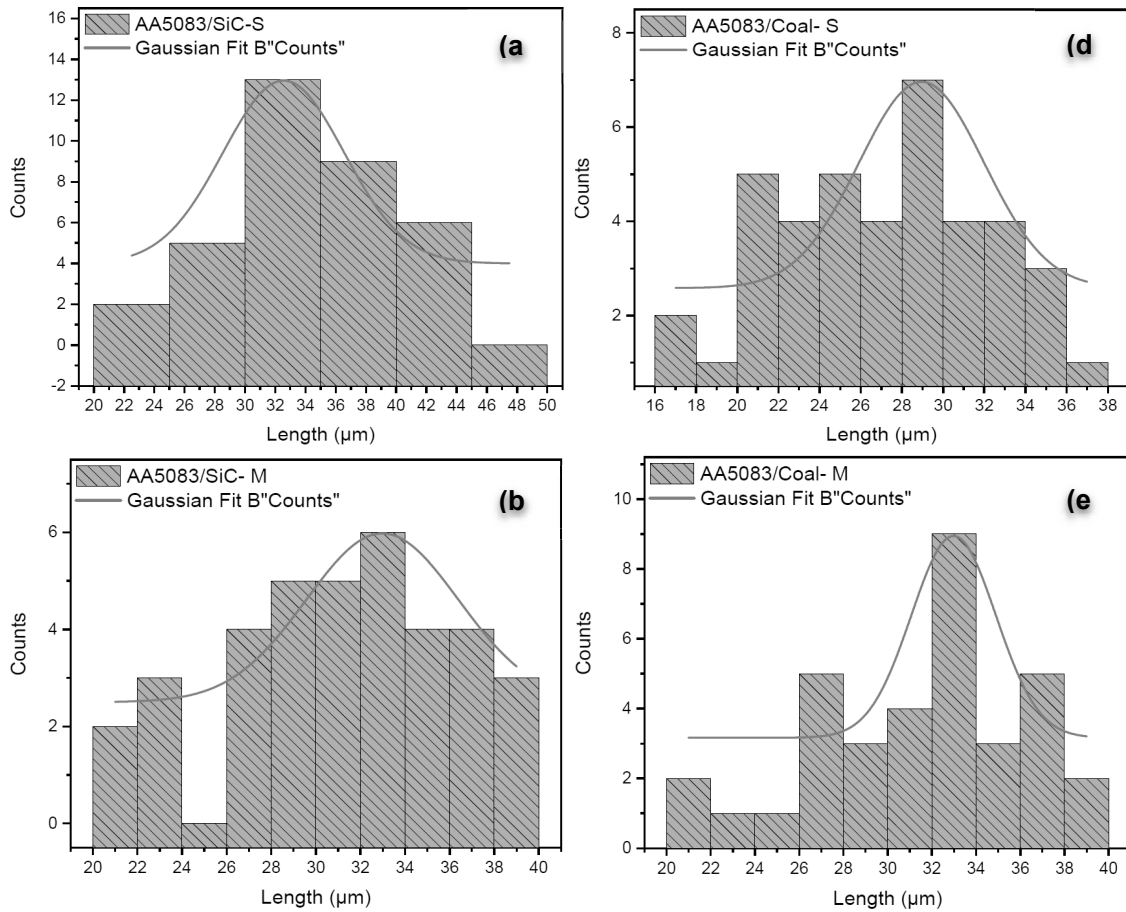 AA5083/SiC-S
Gaussian Fit B"Counts"
(a
Counts
16
14
12
10
8
6
4
2
0
-2
20 22 24 26 28 30 32 34 36 38 40 42 44 46 48 50
Length (µm)
AA5083/Coal- S
Gaussian Fit B"Counts"
(d
Counts
8
6
4
2
16 18 20 22 24 26 28 30 32 34 36 38
Length (µm)
AA5083/SiC- M
Gaussian Fit B"Counts"
(b
Counts
6
4
2
0
20 22 24 26 28 30 32 34 36 38 40
Length (µm)
AA5083/Coal- M
Gaussian Fit B"Counts"
(e
Counts
10
8
6
4
2
0
20 22 24 26 28 30 32 34 36 38 40
Length (µm)